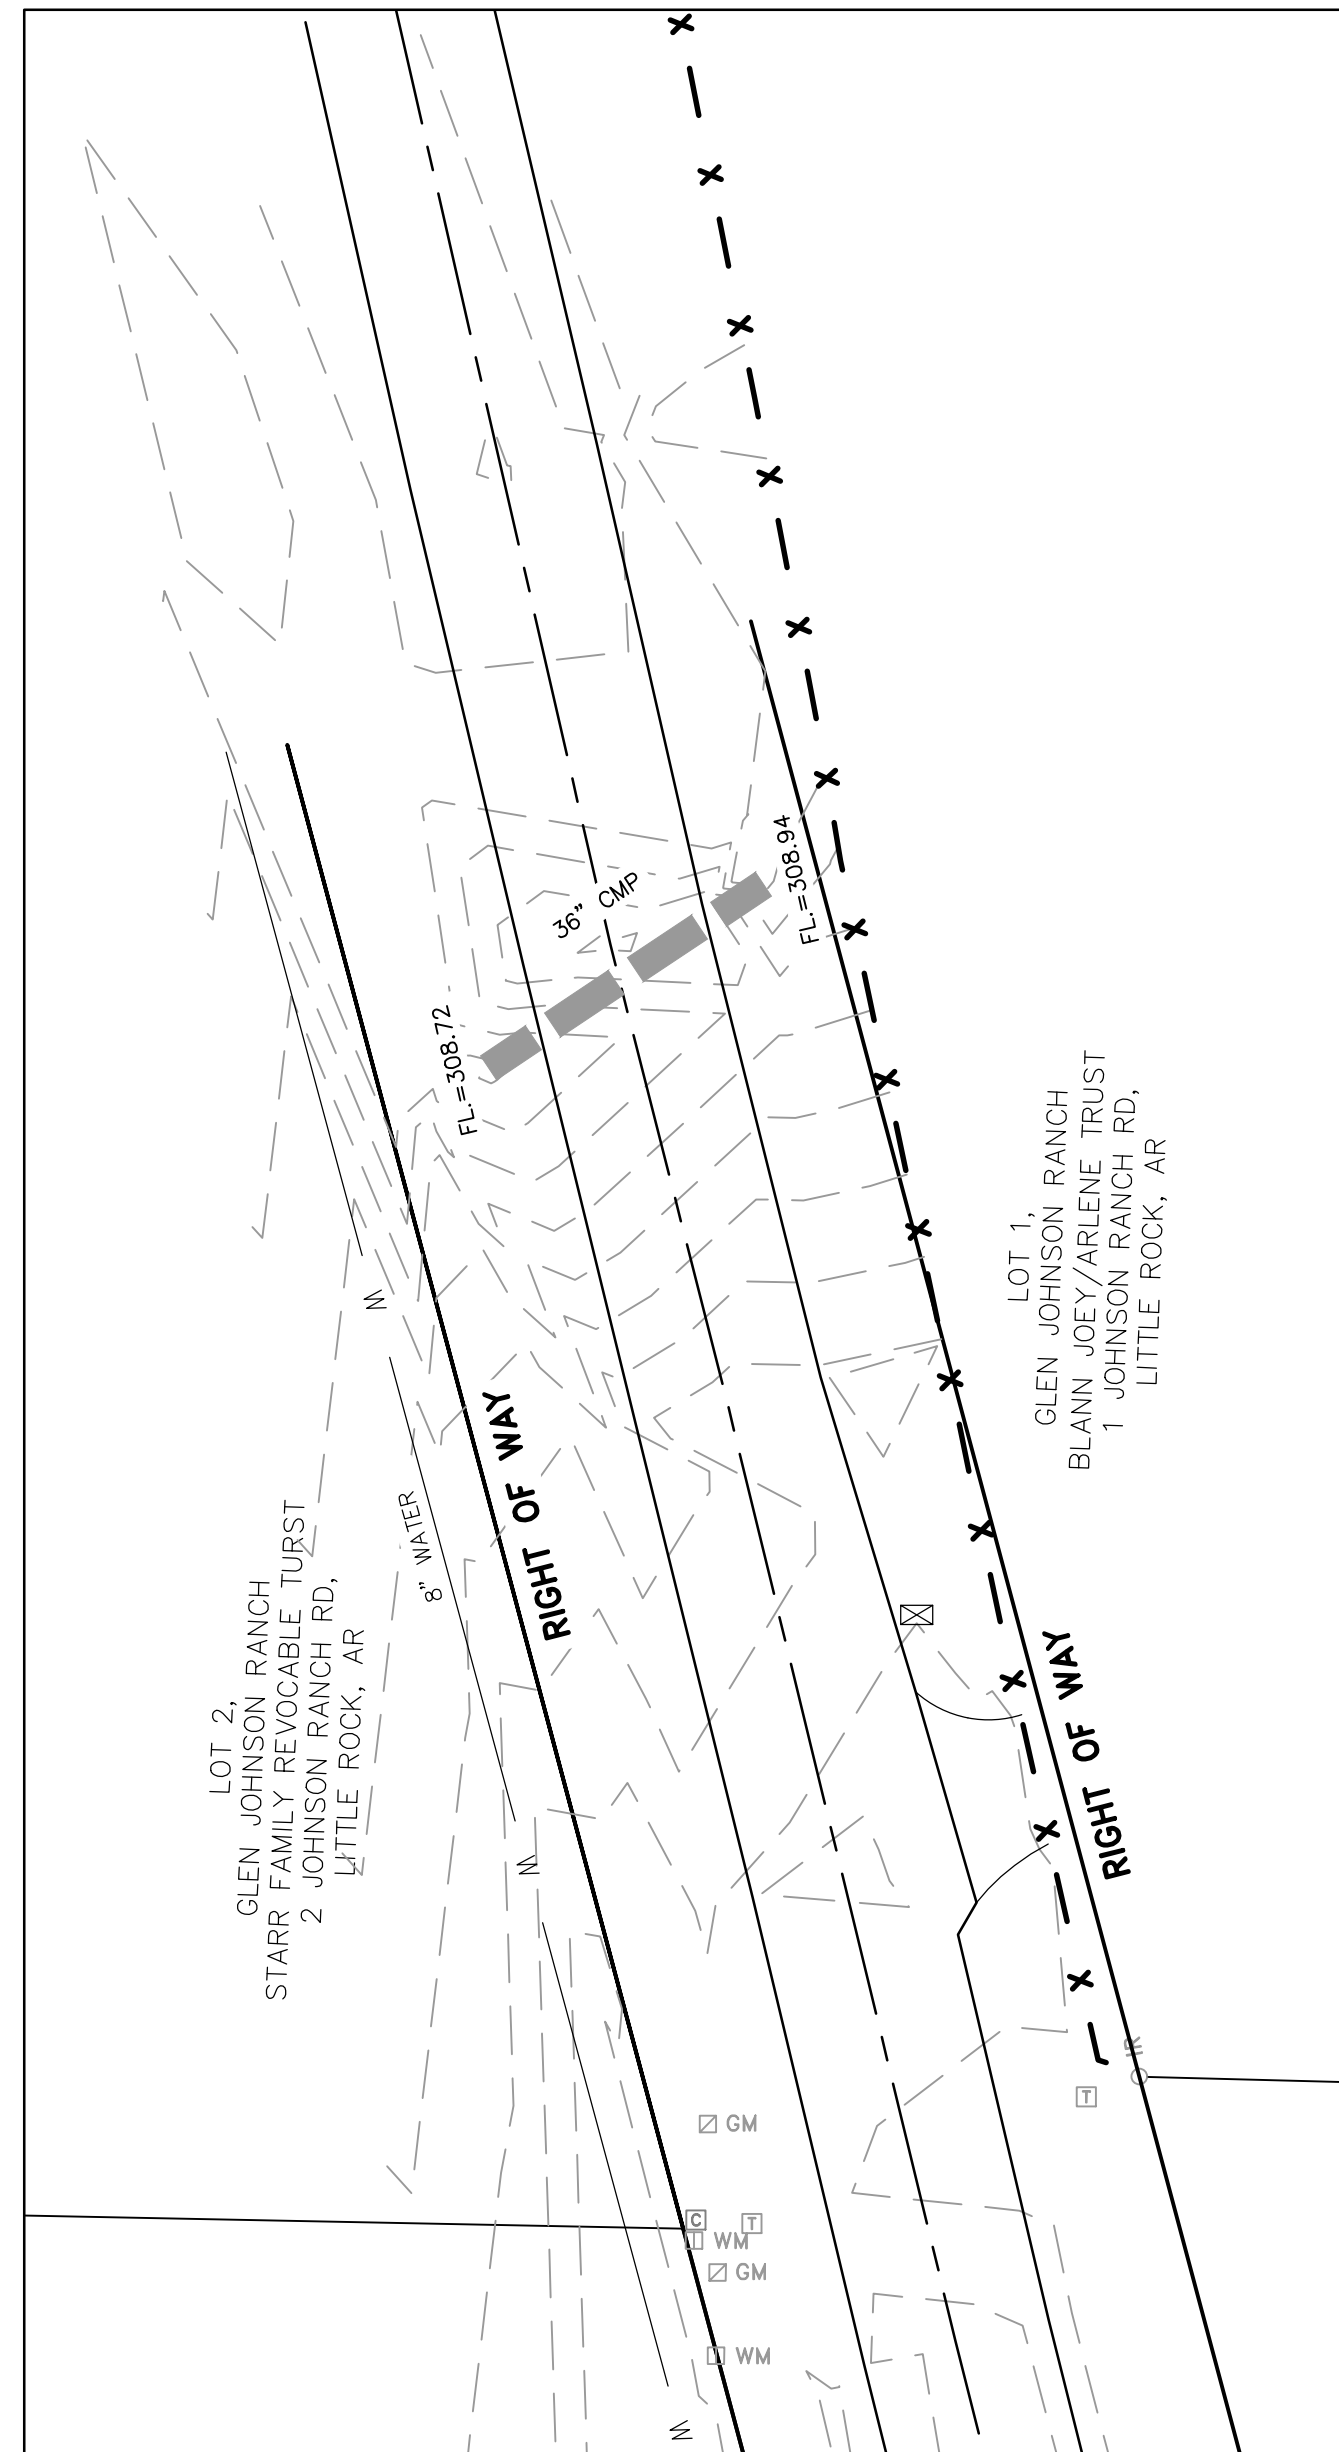 36" CMP
FL.=308.94
FL.=308.72
LOT 1,
GLEN JOHNSON RANCH
BLANN JOEY/ARLENE TRUST
1 JOHNSON RANCH RD,
LITTLE ROCK, AR
W
RIGHT OF WAY
8" WATER
LOT 2,
GLEN JOHNSON RANCH
STARR FAMILY REVOCABLE TURST
2 JOHNSON RANCH RD,
LITTLE ROCK, AR
RIGHT OF WAY
W
IR
T
GM
C
T
WM
GM
WM
W